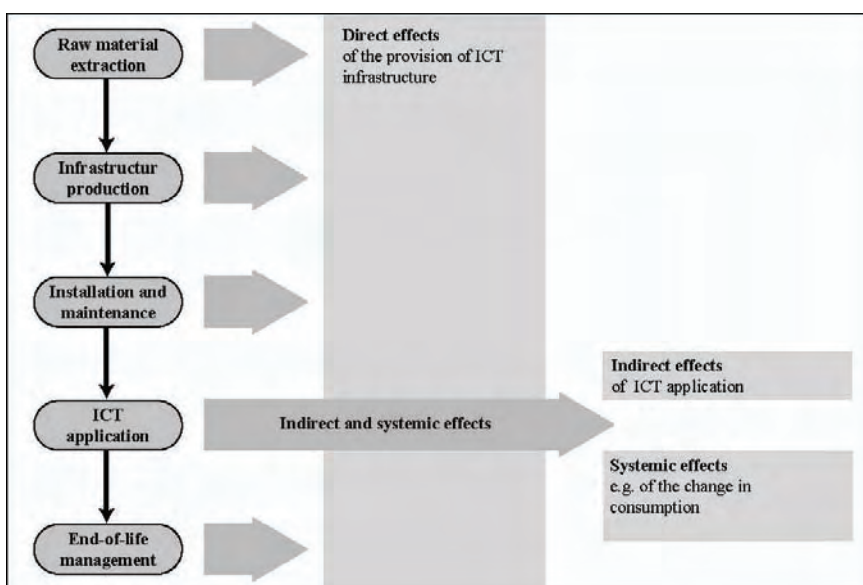 Raw material
extraction
Direct effects
of the provision of ICT
infrastructure
Infrastructur
production
Installation and
maintenance
Indirect effects
of ICT application
ICT
application
Indirect and systemic effects
Systemic effects
e.g. of the change in
consumption
End-of-life
management